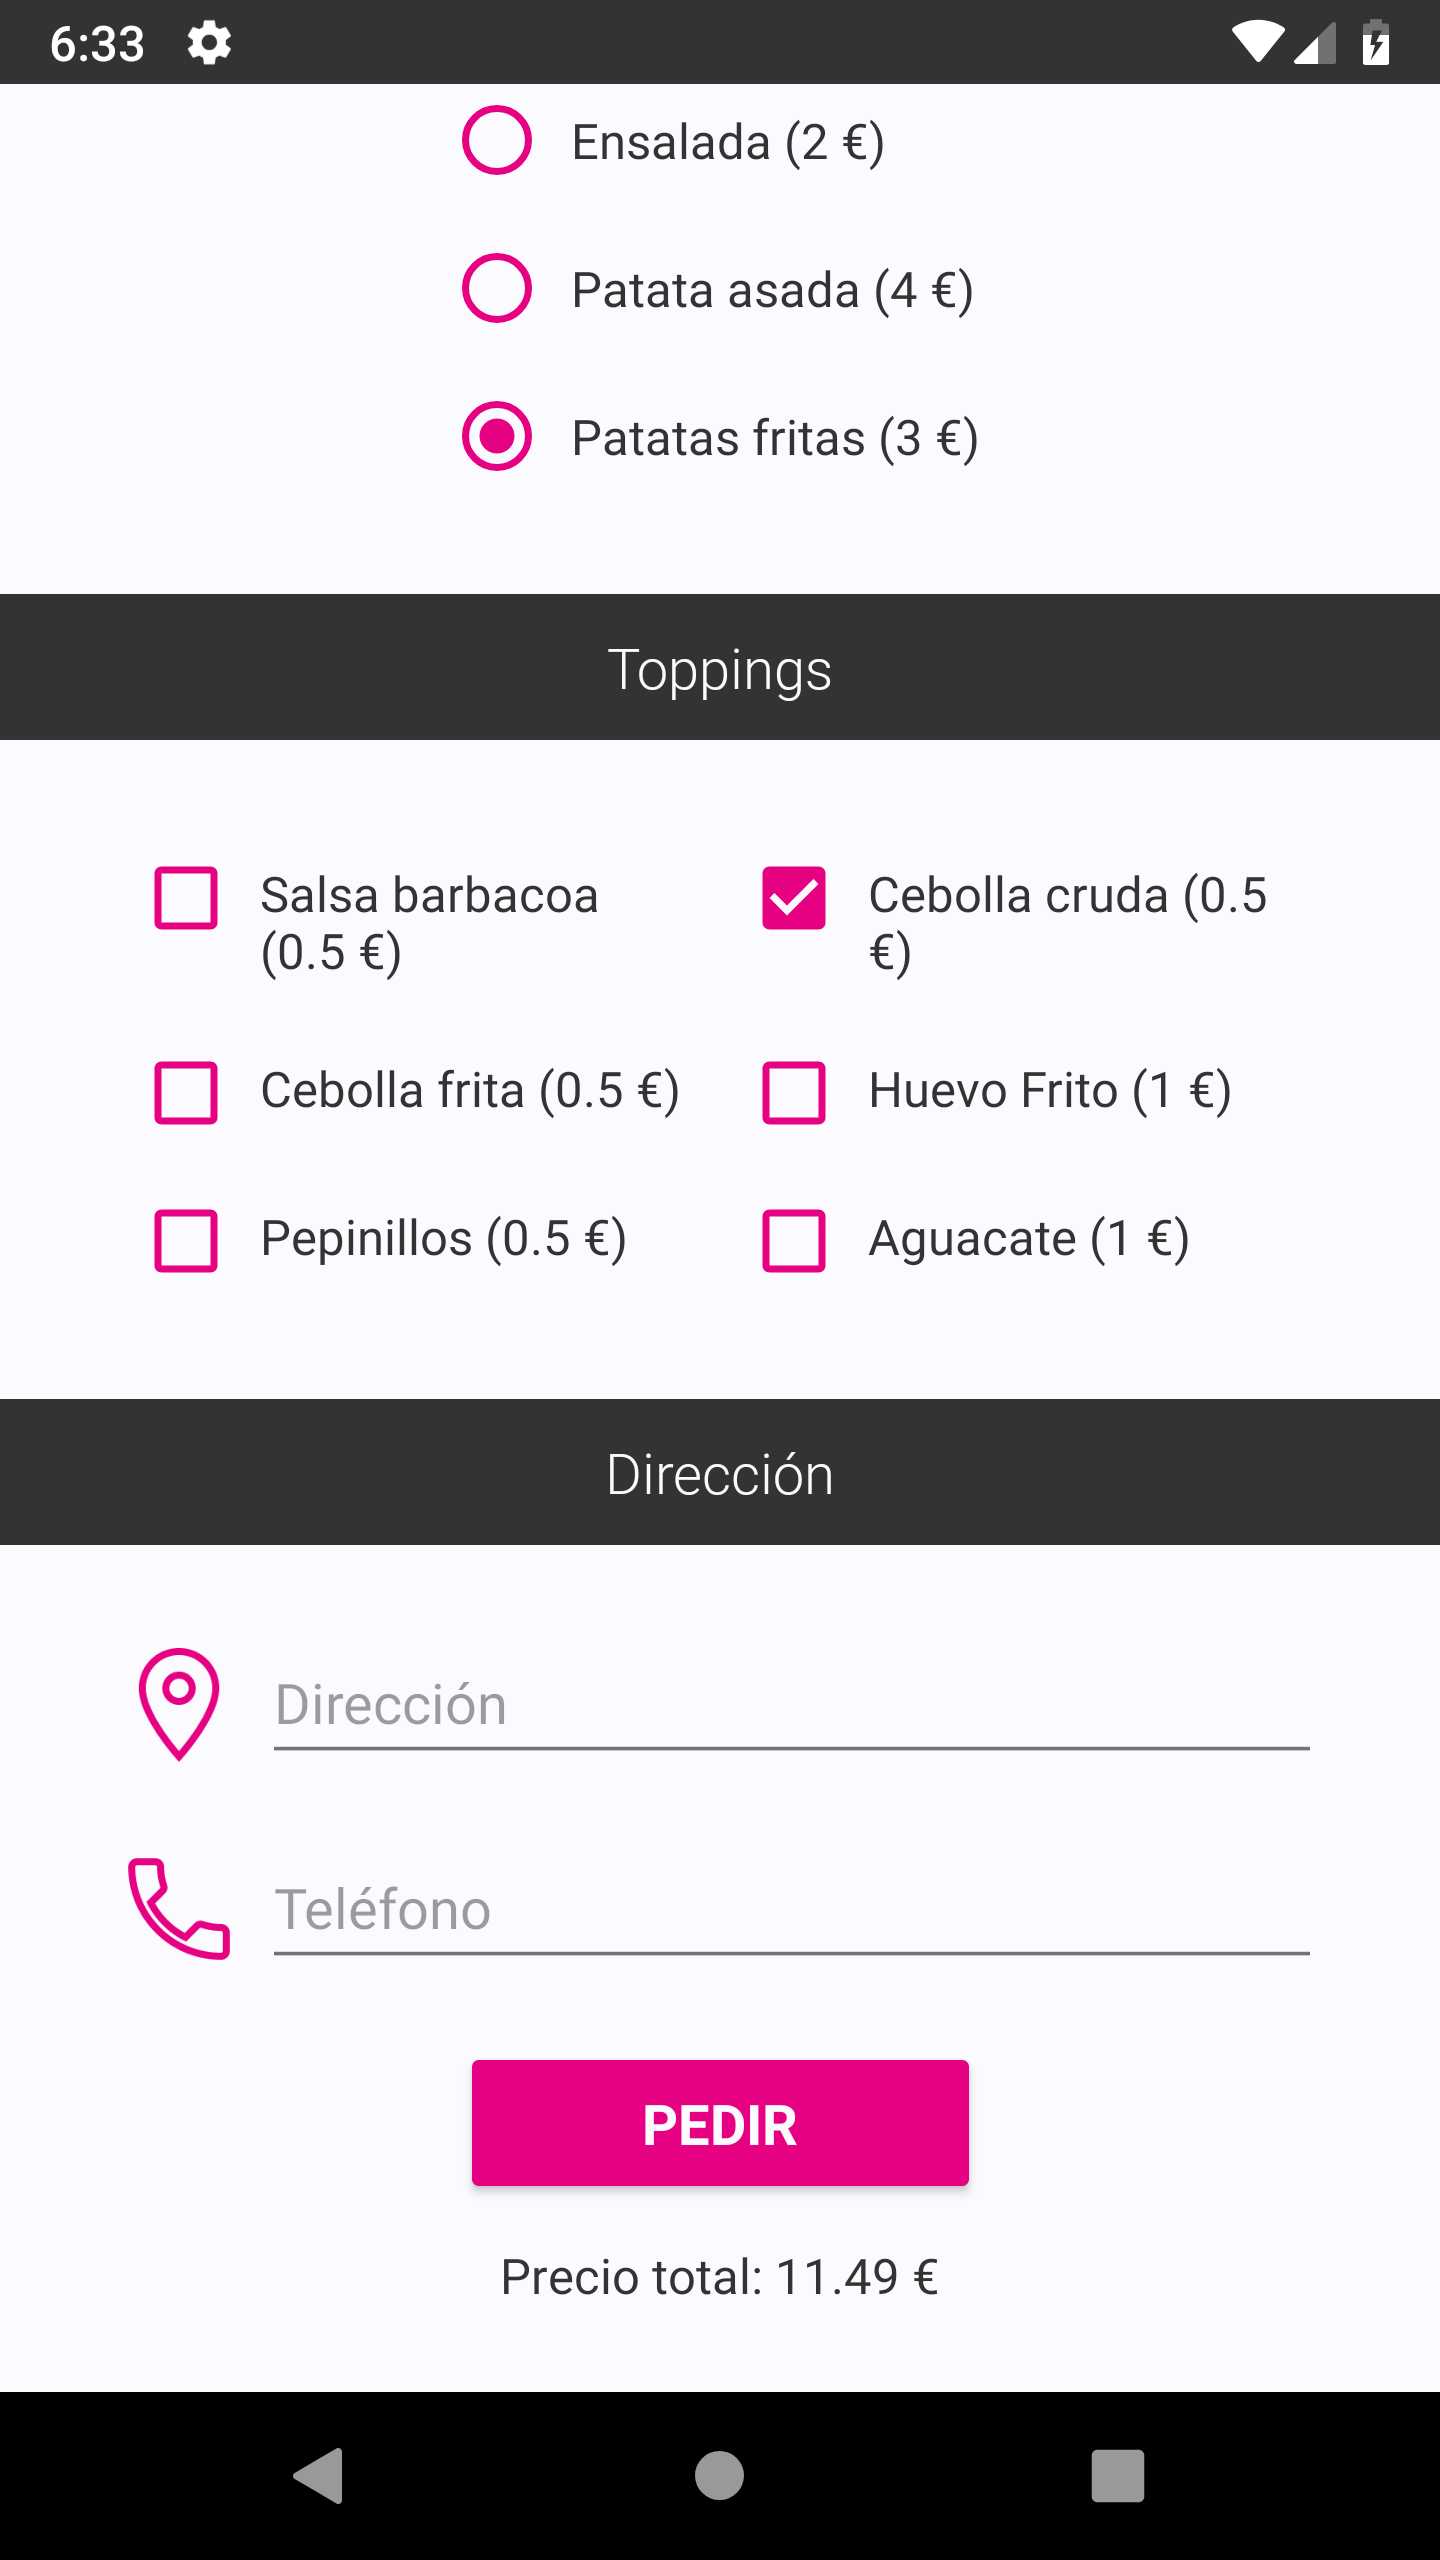 6:33
Ensalada (2 €)
Patata asada (4 €)
Patatas fritas (3 €)
Toppings
Salsa barbacoa
(0.5 €)
Cebolla cruda (0.5
€)
Cebolla frita (0.5 €)
Huevo Frito (1 €)
Pepinillos (0.5 €)
Aguacate (1 €)
Dirección
Dirección
Teléfono
PEDIR
Precio total: 11.49 €